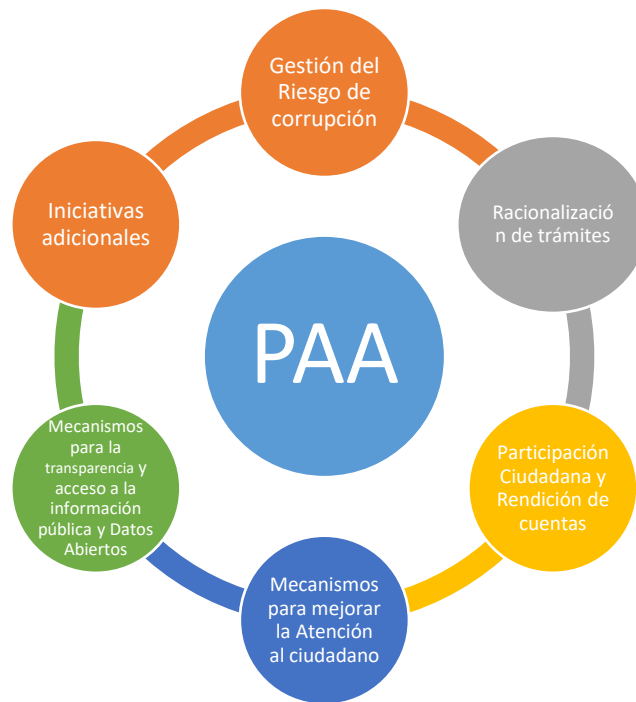 Gestión del
Riesgo de
corrupción
Racionalizació
n de trámites
Participación
Ciudadana y
Rendición de
cuentas
Mecanismos
para mejorar
la Atención
al ciudadano
Mecanismos
para la
transparencia y
acceso a la
información
pública y Datos
Abiertos
Iniciativas
adicionales
PAA